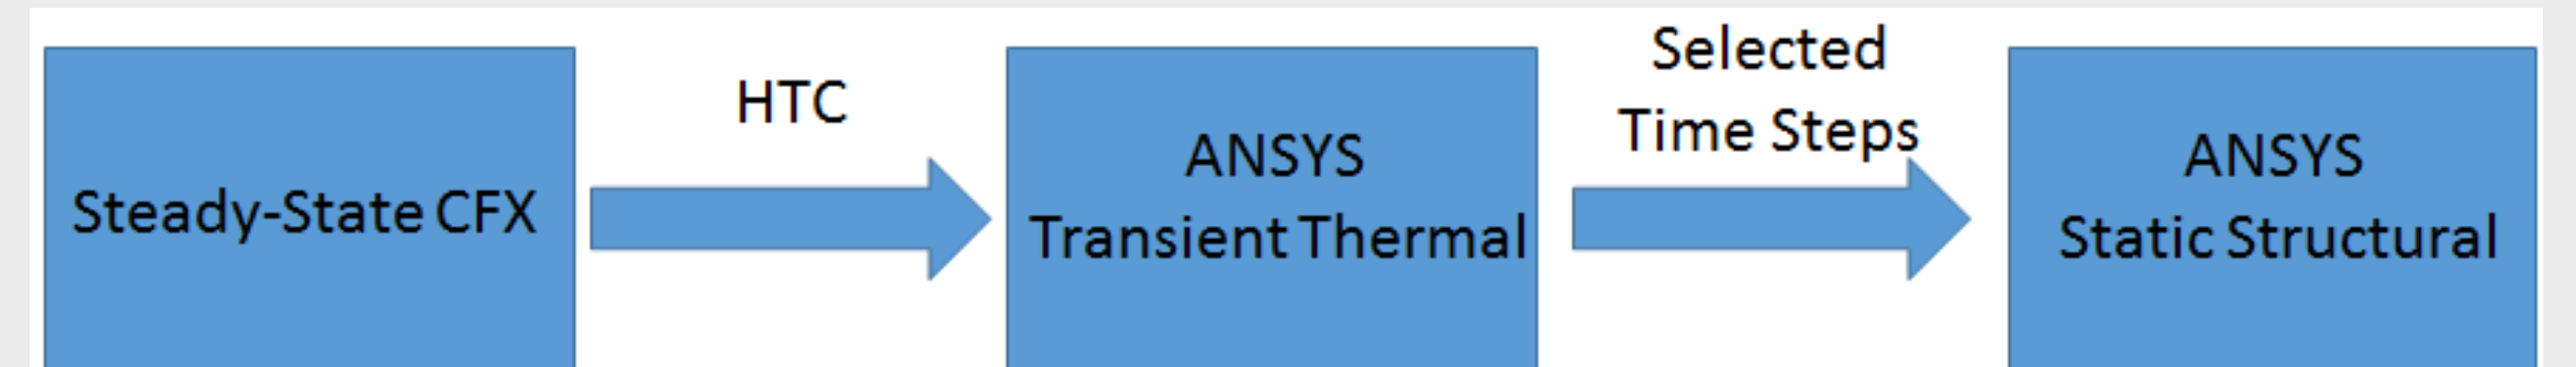 Steady-State CFX
HTC
ANSYS
Transient Thermal
Selected
Time Steps
ANSYS
Static Structural